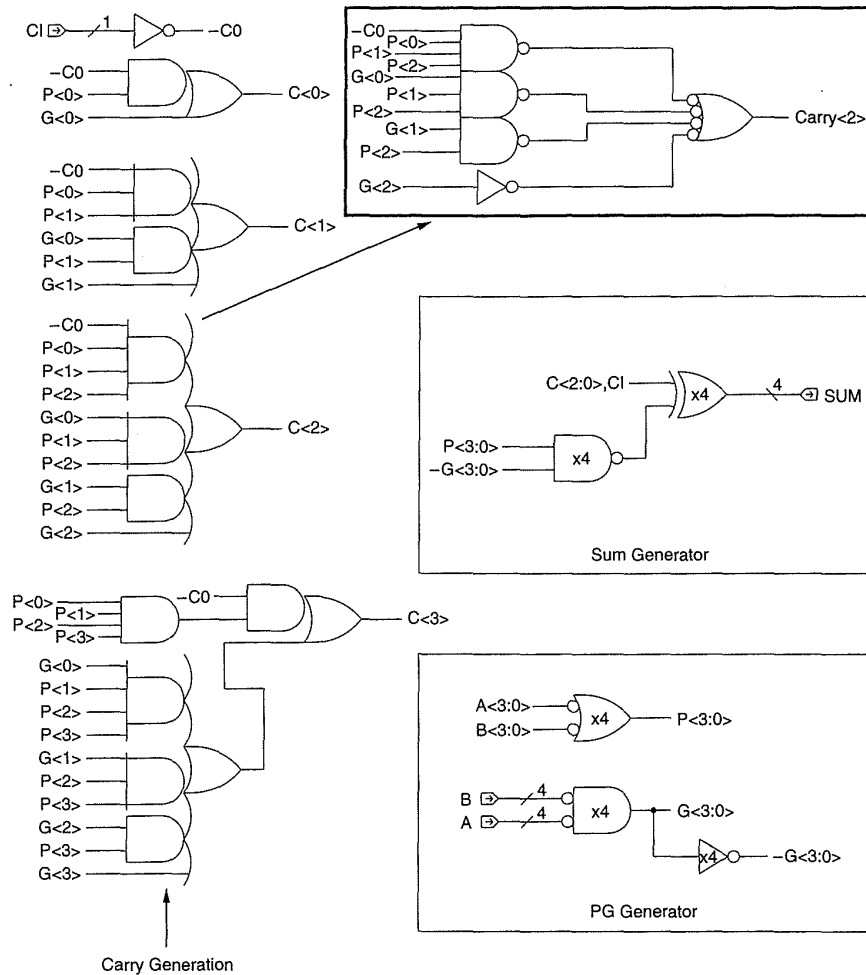 CI 1 –C0
–C0
P<0>
G<0>
C<0>
–C0
P<0>
P<1>
G<0>
P<1>
G<1>
C<1>
–C0
P<0>
P<1>
P<2>
G<0>
P<1>
P<2>
G<1>
P<2>
G<2>
C<2>
P<0>
P<1>
P<2>
P<3>
–C0
C<3>
G<0>
P<1>
P<2>
P<3>
G<1>
P<2>
P<3>
G<2>
P<3>
G<3>
Carry Generation
–C0
P<0>
P<1>
P<2>
G<0>
P<1>
P<2>
G<1>
P<2>
G<2>
Carry<2>
C<2:0>,CI
x4
4
SUM
P<3:0>
–G<3:0>
x4
Sum Generator
A<3:0>
B<3:0>
x4
P<3:0>
B 4
A 4
x4
G<3:0>
x4
–G<3:0>
PG Generator